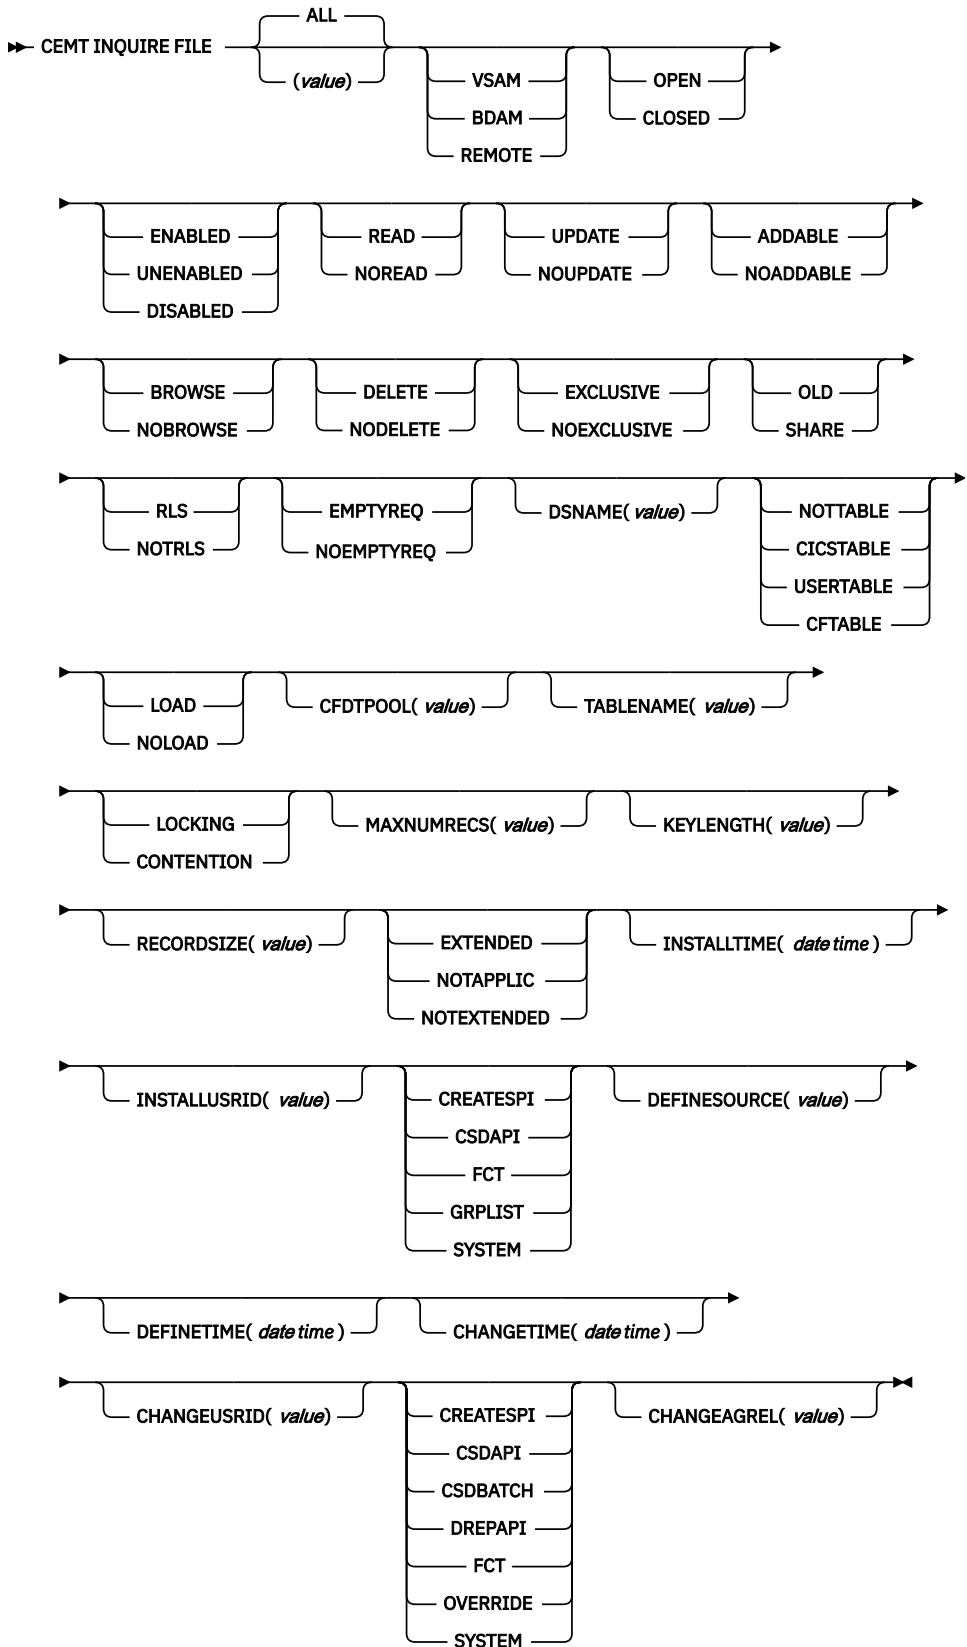 ALL
CEMT INQUIRE FILE
(value)
VSAM
OPEN
BDAM
CLOSED
REMOTE
ENABLED READ UPDATE ADDABLE
UNENABLED NOREAD NOUPDATE NOADDABLE
DISABLED
BROWSE DELETE EXCLUSIVE OLD
NOBROWSE NODELETE NOEXCLUSIVE SHARE
RLS EMPTYREQ DSNAME( value) NOTTABLE
NOTRLS NOEMPTYREQ CICSTABLE
USERTABLE
CFTABLE
LOAD CFDTPOOL( value) TABLENAME( value)
NOLOAD
LOCKING MAXNUMRECS( value) KEYLENGTH( value)
CONTENTION
RECORDSIZE( value) EXTENDED INSTALLTIME( date time )
NOTAPPLIC
NOTEXTENDED
INSTALLUSRID( value) CREATESPI DEFINESOURCE( value)
CSDAPI
FCT
GRPLIST
SYSTEM
DEFINETIME( date time ) CHANGETIME( date time )
CHANGEUSRID( value) CREATESPI CHANGEAGREL( value)
CSDAPI
CSDBATCH
DREPAPI
FCT
OVERRIDE
SYSTEM